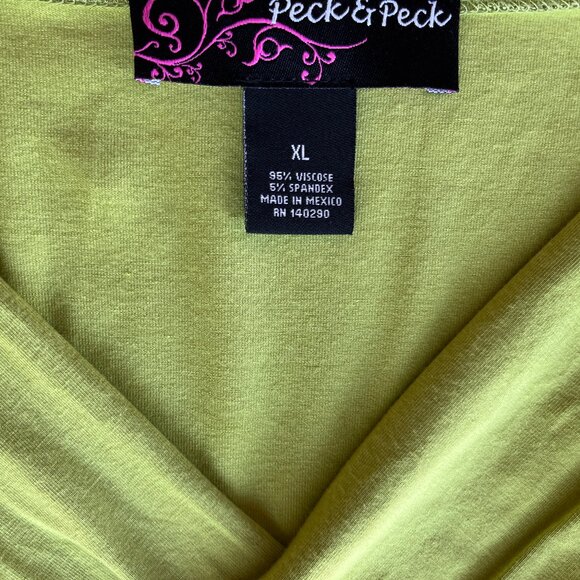 Peck & Peck
XL
95% VISCOSE
5% SPANDEX
MADE IN MEXICO
RN 140290